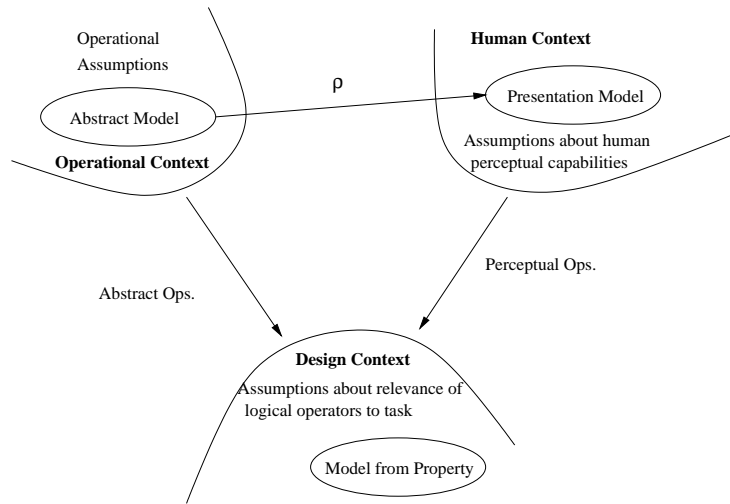 Operational
Assumptions
Abstract Model
Operational Context
ρ
Human Context
Presentation Model
Assumptions about human
perceptual capabilities
Abstract Ops.
Perceptual Ops.
Design Context
Assumptions about relevance of
logical operators to task
Model from Property